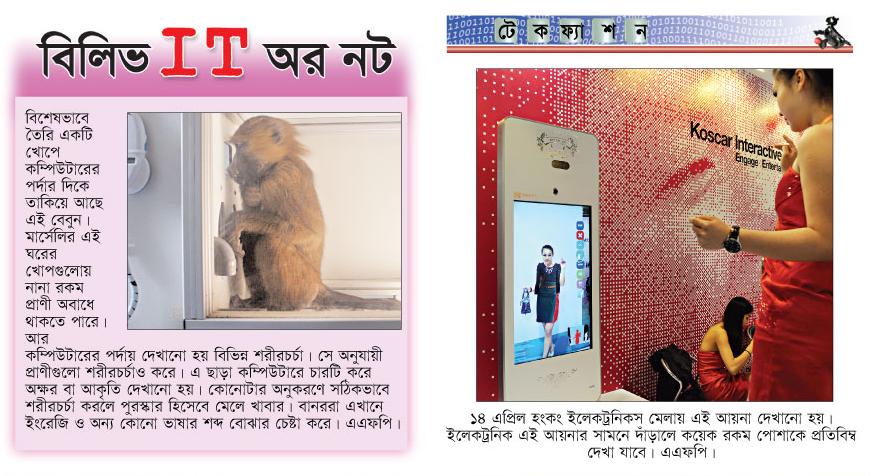 বিলিভ IT অর নট
বিশেষভাবে
তৈরি একটি
খোপে
কম্পিউটারের
পর্দার দিকে
তাকিয়ে আছে
এই বেবুন।
মার্সেলির এই
ঘরের
খোপগুলোয়
নানা রকম
প্রাণী অবাধে
থাকতে পারে।
আর
কম্পিউটারের পর্দায় দেখানো হয় বিভিন্ন শরীরচর্চা। সে অনুযায়ী
প্রাণীগুলো শরীরচর্চাও করে। এ ছাড়া কম্পিউটারে চারটি করে
অক্ষর বা আকৃতি দেখানো হয়। কোনোটার অনুকরণে সঠিকভাবে
শরীরচর্চা করলে পুরস্কার হিসেবে মেলে খাবার। বানররা এখানে
ইংরেজি ও অন্য কোনো ভাষার শব্দ বোঝার চেষ্টা করে। এএফপি।
টেকফ্যাশন
Koscar Interactive
১৪ এপ্রিল হংকং ইলেকট্রনিকস মেলায় এই আয়না দেখানো হয়।
ইলেকট্রনিক এই আয়নার সামনে দাঁড়ালে কয়েক রকম পোশাকে প্রতিবিম্ব
দেখা যাবে। এএফপি।